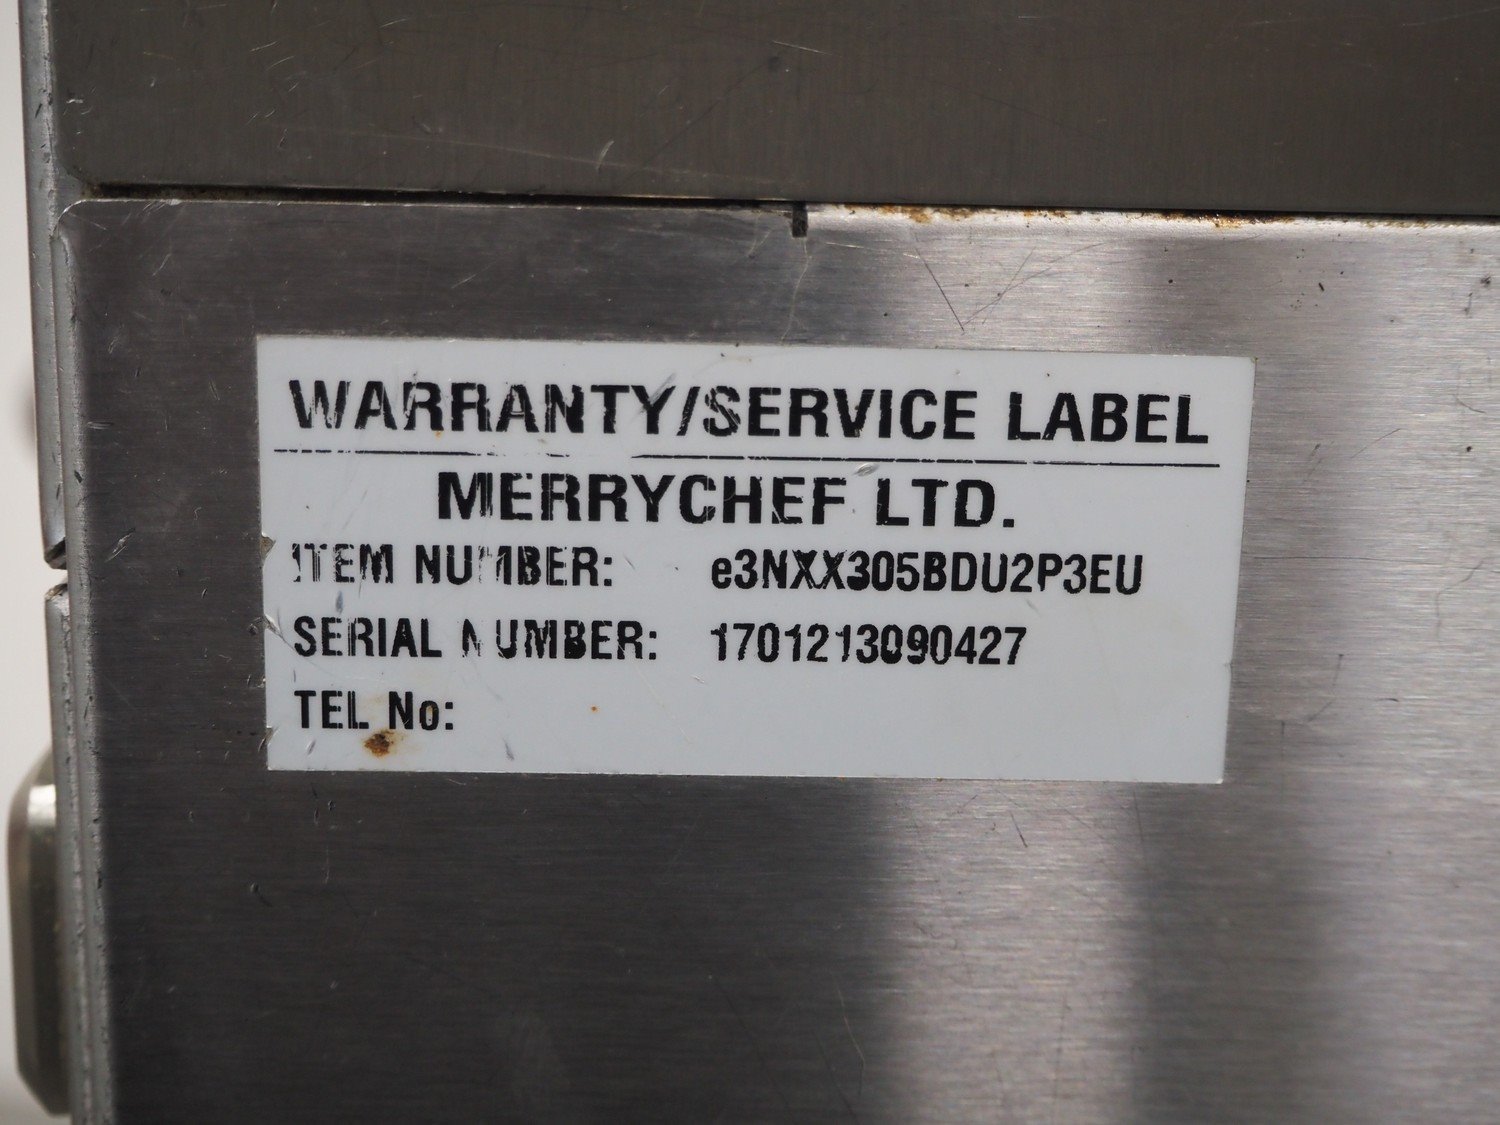 WARRANTY/SERVICE LABEL
MERRYCHEF LTD.
ITEM NUMBER: e3NXX305BDU2P3EU
SERIAL NUMBER: 1701213090427
TEL No: